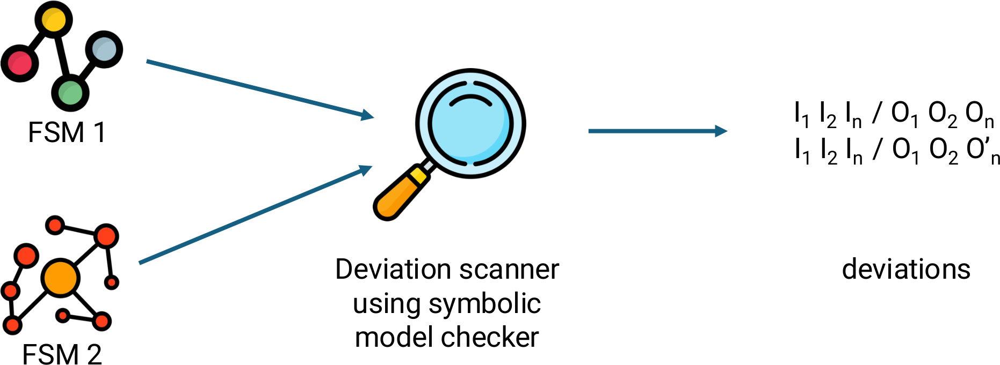 FSM 1
I₁ I₂ Iₙ / O₁ O₂ Oₙ
I₁ I₂ Iₙ / O₁ O₂ O’ₙ
Deviation scanner
using symbolic
model checker
deviations
FSM 2